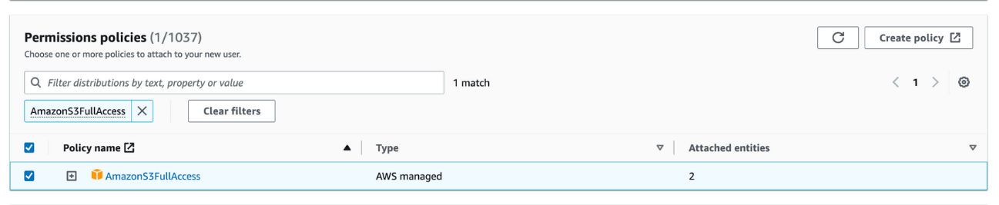 Permissions policies (1/1037)
Create policy
Choose one or more policies to attach to your new user.
Filter distributions by text, property or value
1 match
1
AmazonS3FullAccess
Clear filters
Policy name
Type
Attached entities
AmazonS3FullAccess
AWS managed
2